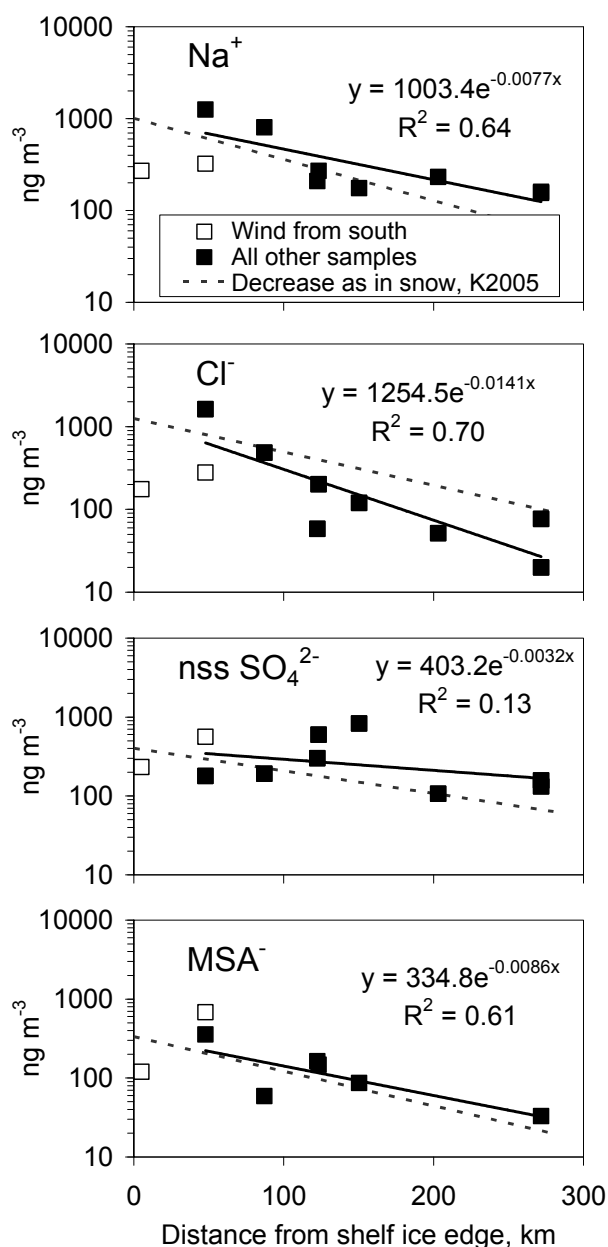 10000
Na⁺
y = 1003.4e^-0.0077x
1000
R² = 0.64
ng m⁻³
100
Wind from south
All other samples
Decrease as in snow, K2005
10
10000
Cl⁻
y = 1254.5e^-0.0141x
1000
R² = 0.70
ng m⁻³
100
10
10000
nss SO₄²⁻
y = 403.2e^-0.0032x
1000
R² = 0.13
ng m⁻³
100
10
10000
MSA⁻
y = 334.8e^-0.0086x
1000
R² = 0.61
ng m⁻³
100
10
0 100 200 300
Distance from shelf ice edge, km